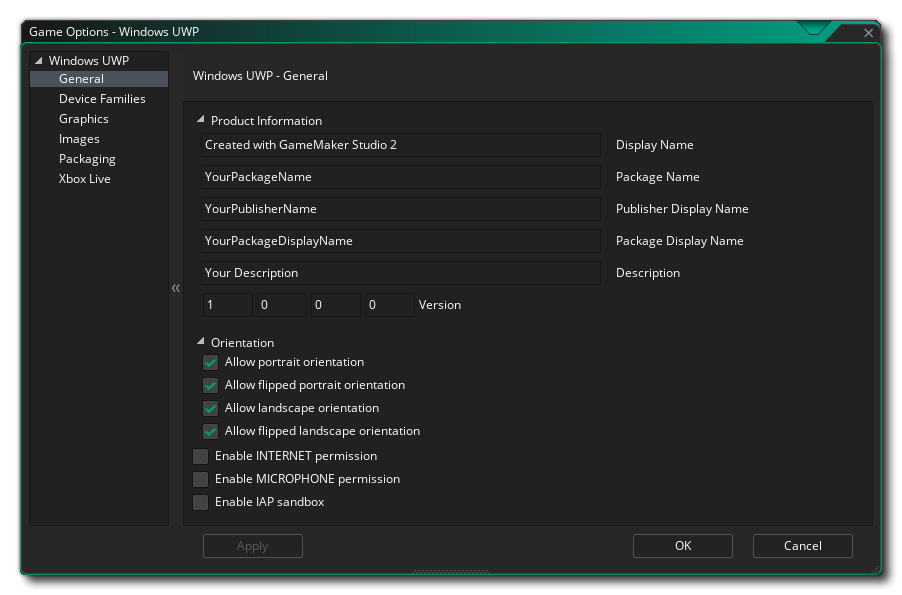 Game Options - Windows UWP
Windows UWP
General
Device Families
Graphics
Images
Packaging
Xbox Live
Windows UWP - General
Product Information
Created with GameMaker Studio 2 Display Name
YourPackageName Package Name
YourPublisherName Publisher Display Name
YourPackageDisplayName Package Display Name
Your Description Description
1 0 0 0 Version
Orientation
Allow portrait orientation
Allow flipped portrait orientation
Allow landscape orientation
Allow flipped landscape orientation
Enable INTERNET permission
Enable MICROPHONE permission
Enable IAP sandbox
Apply OK Cancel